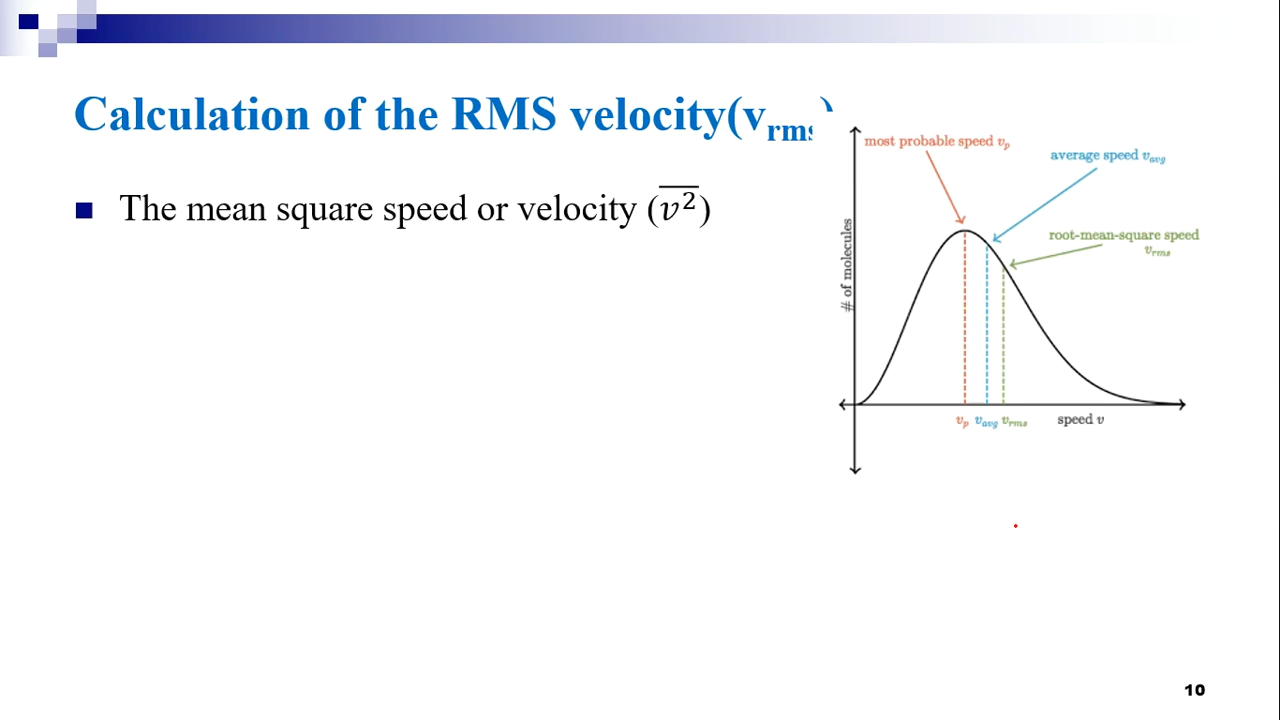 Calculation of the RMS velocity(v_rms)
■ The mean square speed or velocity (\overline{v^2})
most probable speed v_p
average speed v_avg
root-mean-square speed
v_rms
# of molecules
v_p v_avg v_rms speed v
10